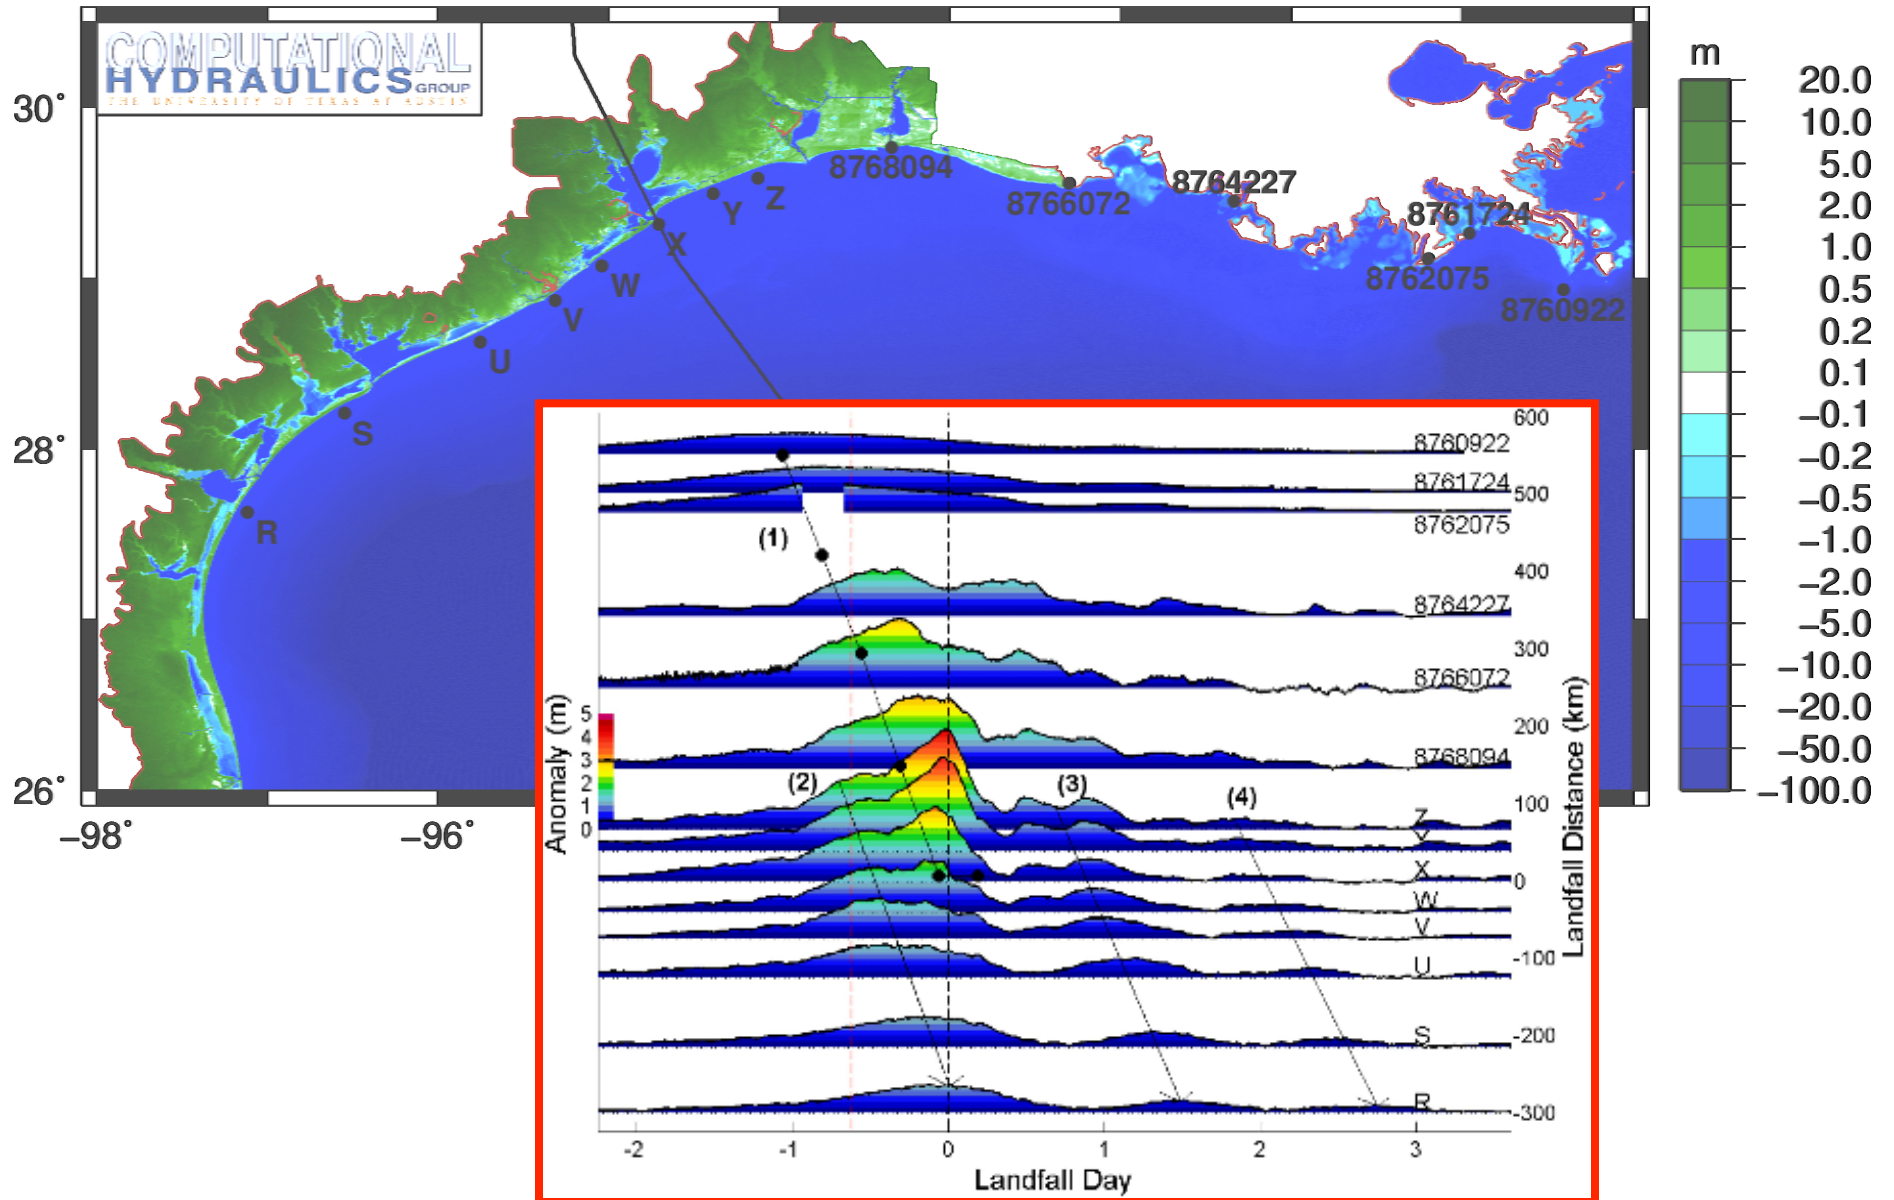 COMPUTATIONAL
HYDRAULICS GROUP
THE UNIVERSITY OF TEXAS AT AUSTIN
30°
28°
26°
−98°
−96°
8768094
8766072
8764227
8761724
8762075
8760922
Z
Y
X
W
V
U
S
R
m
20.0
10.0
5.0
2.0
1.0
0.5
0.2
0.1
−0.1
−0.2
−0.5
−1.0
−2.0
−5.0
−10.0
−20.0
−50.0
−100.0
600
8760922
8761724
500
8762075
(1)
400
8764227
300
8766072
200
8768094
(2)
(3)
(4)
100
Z
Y
X
0
W
V
U
-100
S
-200
R
-300
Anomaly (m)
5
4
3
2
1
0
Landfall Distance (km)
-2
-1
0
1
2
3
Landfall Day